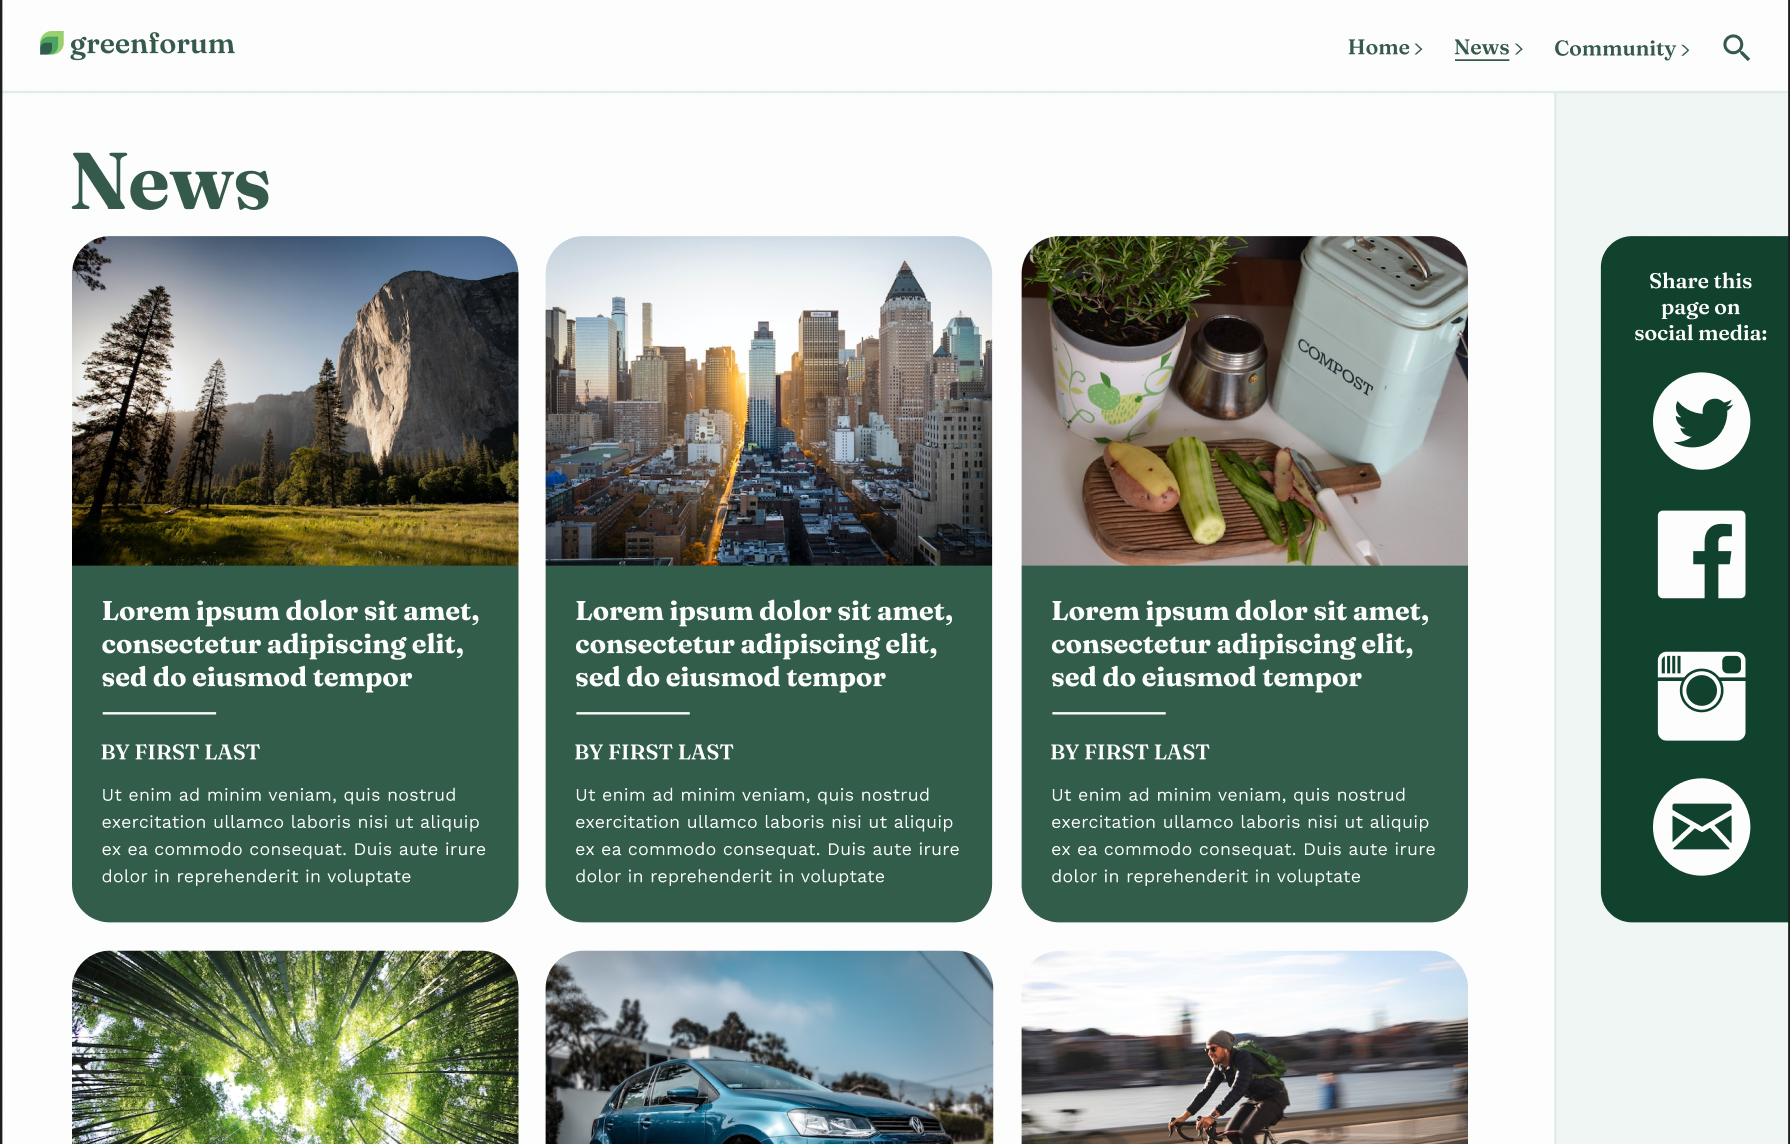 greenforum
Home
News
Community
News
COMPOST
Lorem ipsum dolor sit amet,
consectetur adipiscing elit,
sed do eiusmod tempor
BY FIRST LAST
Ut enim ad minim veniam, quis nostrud
exercitation ullamco laboris nisi ut aliquip
ex ea commodo consequat. Duis aute irure
dolor in reprehenderit in voluptate
Lorem ipsum dolor sit amet,
consectetur adipiscing elit,
sed do eiusmod tempor
BY FIRST LAST
Ut enim ad minim veniam, quis nostrud
exercitation ullamco laboris nisi ut aliquip
ex ea commodo consequat. Duis aute irure
dolor in reprehenderit in voluptate
Lorem ipsum dolor sit amet,
consectetur adipiscing elit,
sed do eiusmod tempor
BY FIRST LAST
Ut enim ad minim veniam, quis nostrud
exercitation ullamco laboris nisi ut aliquip
ex ea commodo consequat. Duis aute irure
dolor in reprehenderit in voluptate
Share this
page on
social media: